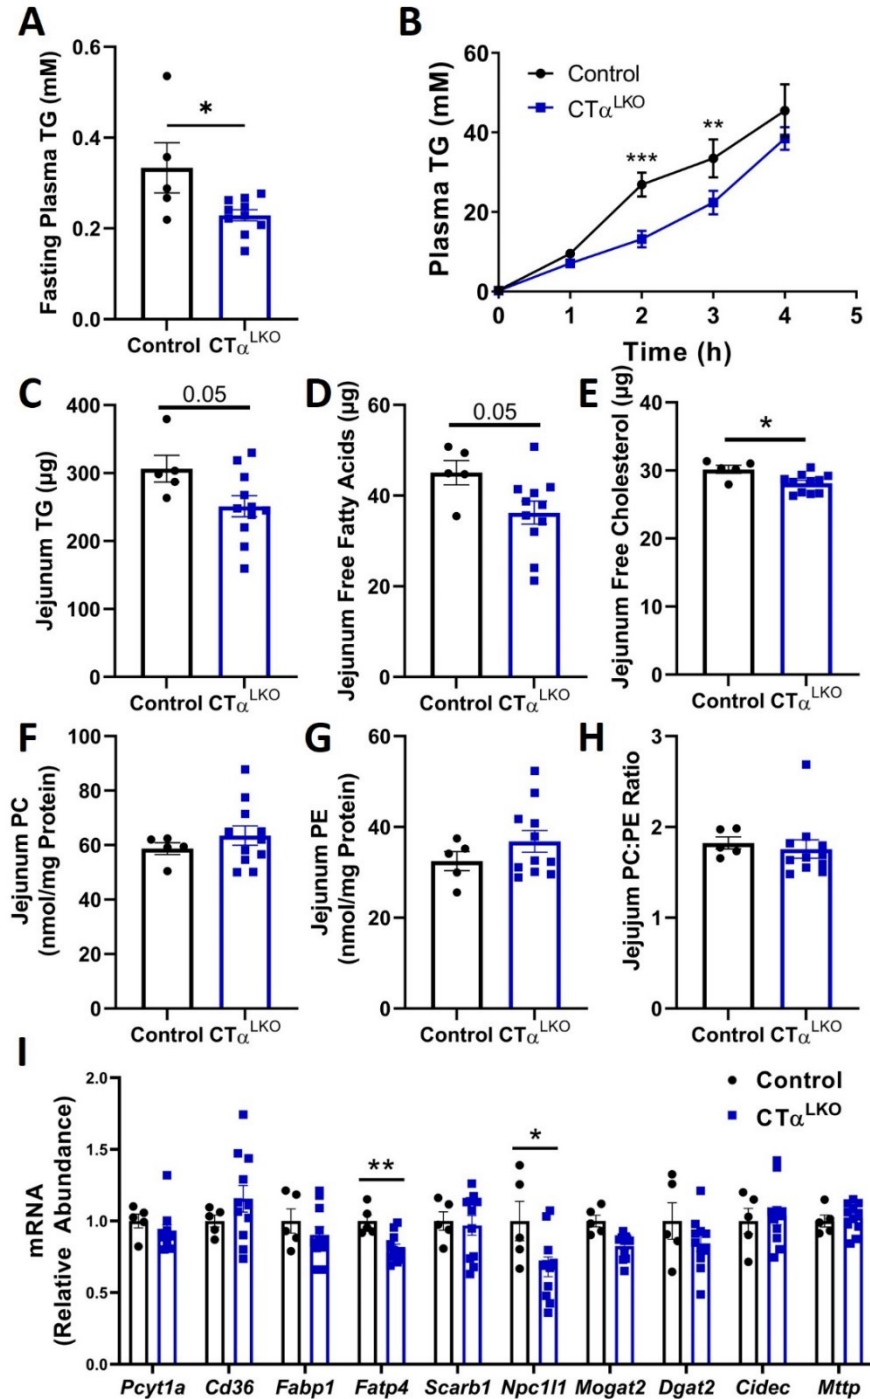 A
Fasting Plasma TG (mM)
0.6
0.4
0.2
0.0
*
Control CTα^LKO
B
Plasma TG (mM)
60
40
20
0
Control
CTα^LKO
***
**
0 1 2 3 4 5
Time (h)
C
Jejunum TG (µg)
400
300
200
100
0
0.05
Control CTα^LKO
D
Jejunum Free Fatty Acids (µg)
60
40
20
0
0.05
Control CTα^LKO
E
Jejunum Free Cholesterol (µg)
40
30
20
10
0
*
Control CTα^LKO
F
Jejunum PC
(nmol/mg Protein)
100
80
60
40
20
0
Control CTα^LKO
G
Jejunum PE
(nmol/mg Protein)
60
40
20
0
Control CTα^LKO
H
Jejujum PC:PE Ratio
3
2
1
0
Control CTα^LKO
I
mRNA
(Relative Abundance)
2.0
1.5
1.0
0.5
0.0
Control
CTα^LKO
**
*
Pcyt1a Cd36 Fabp1 Fatp4 Scarb1 Npc1l1 Mogat2 Dgat2 Cidec Mttp